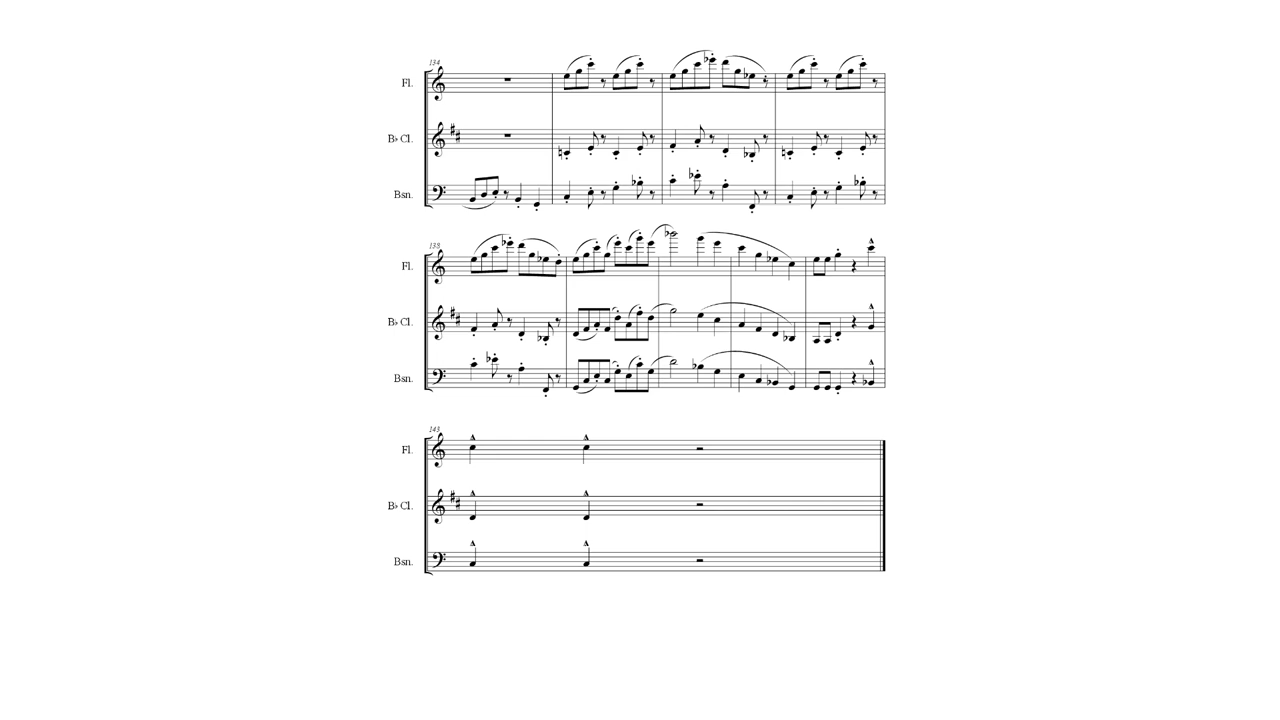 134
Fl.
B♭ Cl.
Bsn.
138
Fl.
B♭ Cl.
Bsn.
143
Fl.
B♭ Cl.
Bsn.